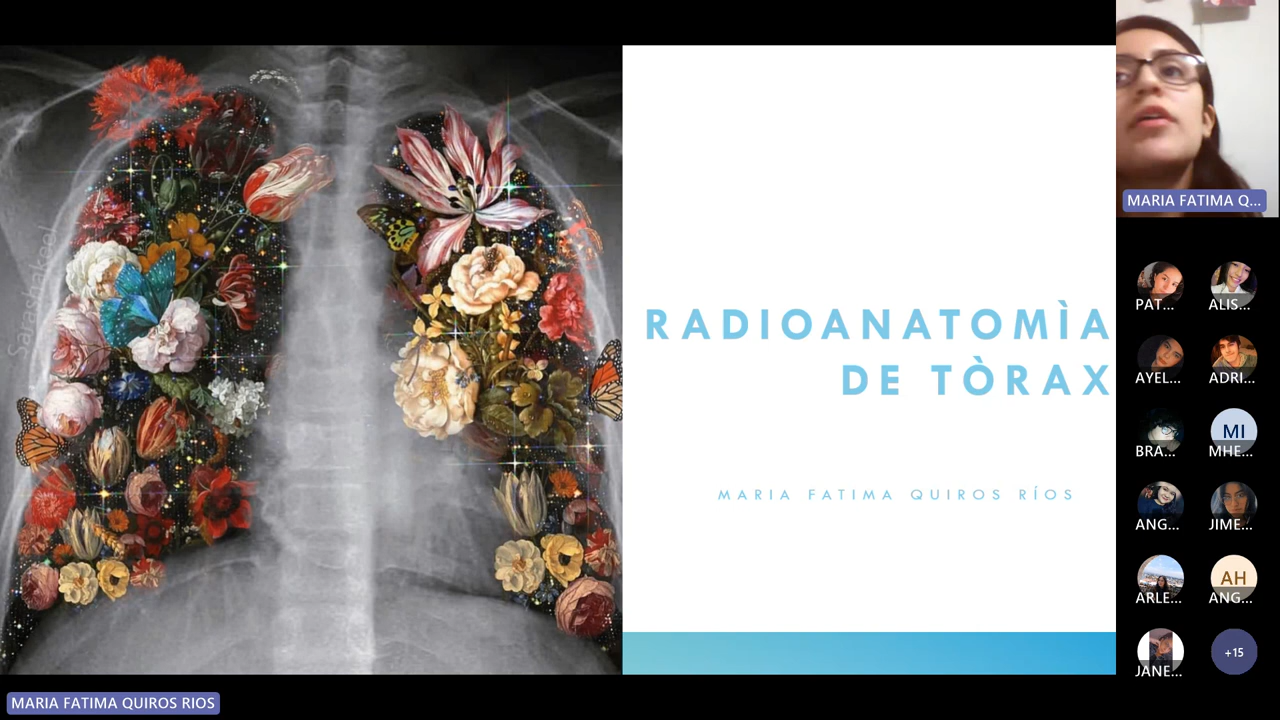 Sarashakeel
RADIOANATOMÌA
DE TÒRAX
MARIA FATIMA QUIROS RÍOS
MARIA FATIMA Q...
PAT...
ALIS...
AYEL...
ADRI...
BRA...
MI
MHE...
ANG...
JIME...
ARLE...
AH
ANG...
JANE...
+15
MARIA FATIMA QUIROS RIOS